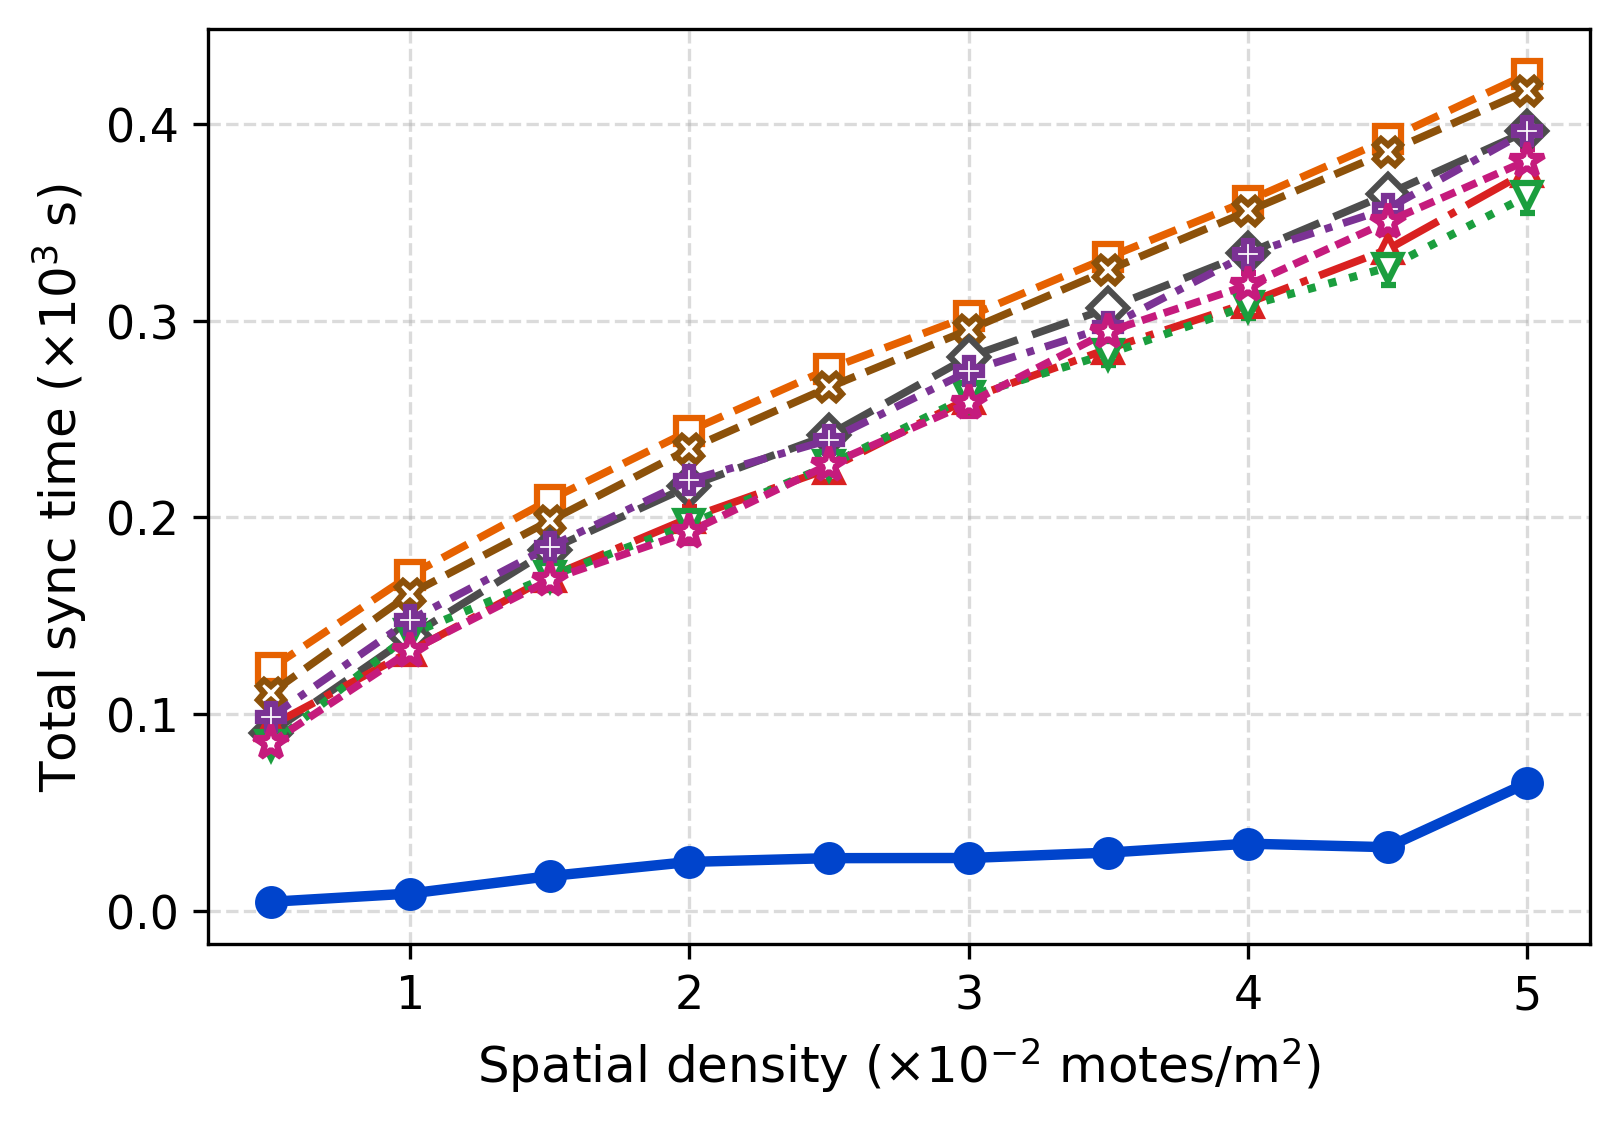 Total sync time (×10³ s)
0.4
0.3
0.2
0.1
0.0
1 2 3 4 5
Spatial density (×10⁻² motes/m²)